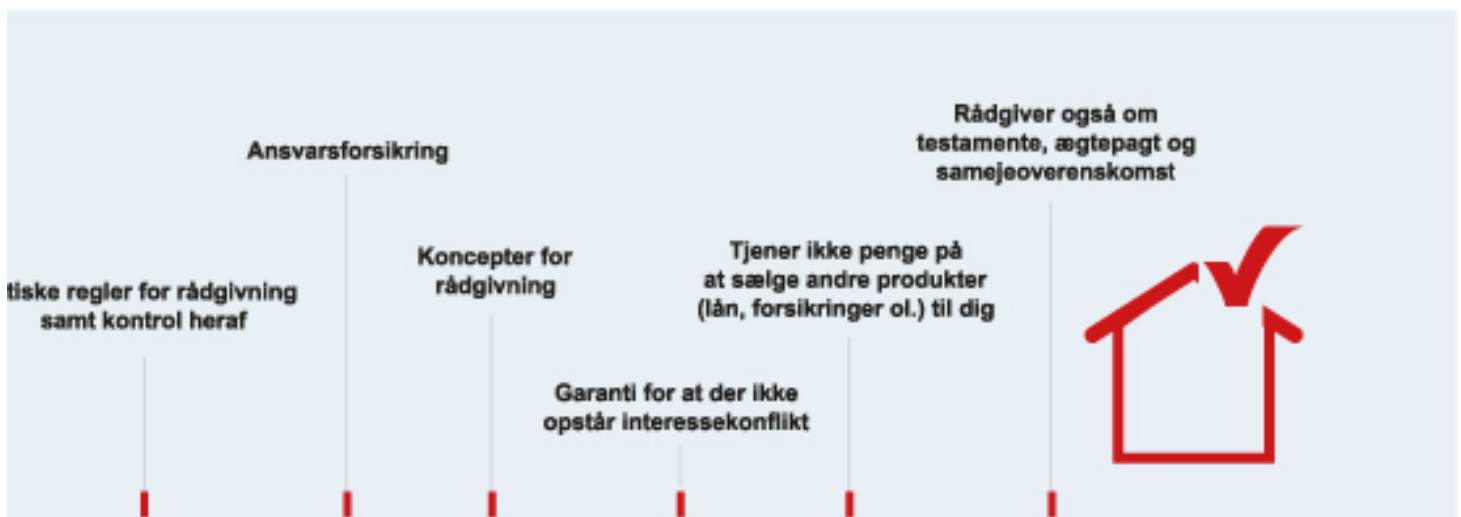 tiske regler for rådgivning
samt kontrol heraf
Ansvarsforsikring
Koncepter for
rådgivning
Garanti for at der ikke
opstår interessekonflikt
Tjener ikke penge på
at sælge andre produkter
(lån, forsikringer ol.) til dig
Rådgiver også om
testamente, ægtepagt og
samejeoverenskomst